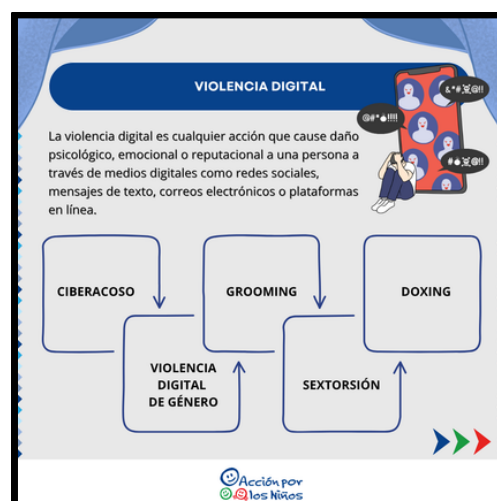 VIOLENCIA DIGITAL
La violencia digital es cualquier acción que cause daño
psicológico, emocional o reputacional a una persona a
través de medios digitales como redes sociales,
mensajes de texto, correos electrónicos o plataformas
en línea.
&*#☠@!!
@#*💣!!!!
#💣☠@!!
CIBERACOSO
GROOMING
DOXING
VIOLENCIA
DIGITAL
DE GÉNERO
SEXTORSIÓN
Acción por
los Niños